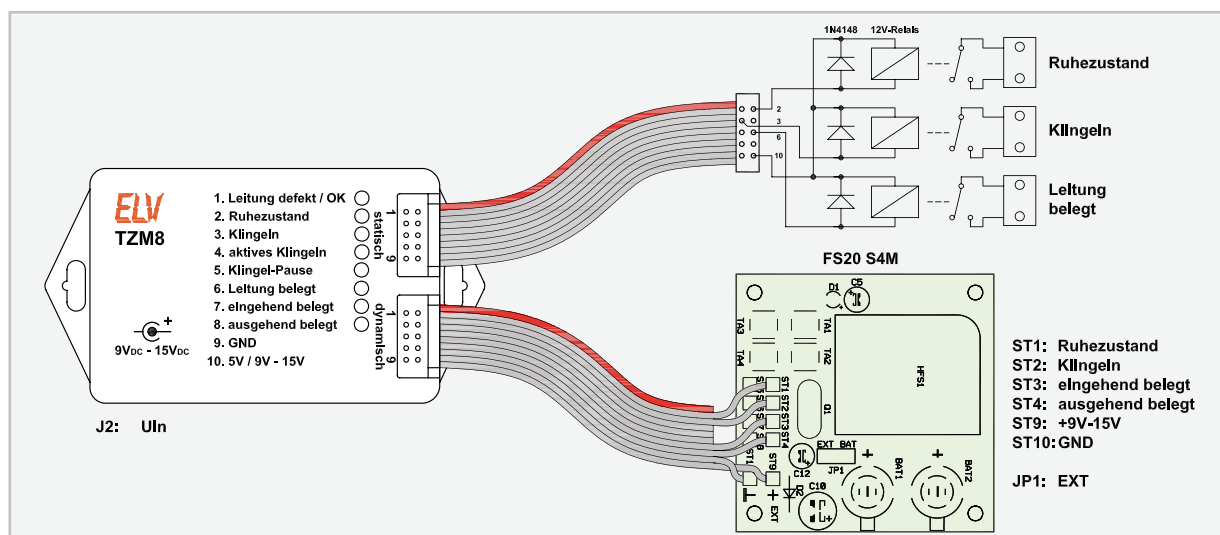 1N4148
12V-Relais
Ruhezustand
2
3
6
10
Klingeln
Leitung
belegt
ELV
TZM8
1. Leitung defekt / OK
2. Ruhezustand
3. Klingeln
4. aktives Klingeln
5. Klingel-Pause
6. Leitung belegt
7. eingehend belegt
8. ausgehend belegt
9. GND
10. 5V / 9V - 15V
9VDC - 15VDC
+
1
statisch
9
1
dynamisch
9
J2: UIn
FS20 S4M
D1
C5
TA3
TA1
TA4
TA2
HFS1
ST1
ST2
ST3
ST4
Q1
ST9
ST1
EXT BAT
C12
JP1
BAT1
BAT2
+ EXT
D2
C10
ST1: Ruhezustand
ST2: Klingeln
ST3: eingehend belegt
ST4: ausgehend belegt
ST9: +9V-15V
ST10: GND
JP1: EXT